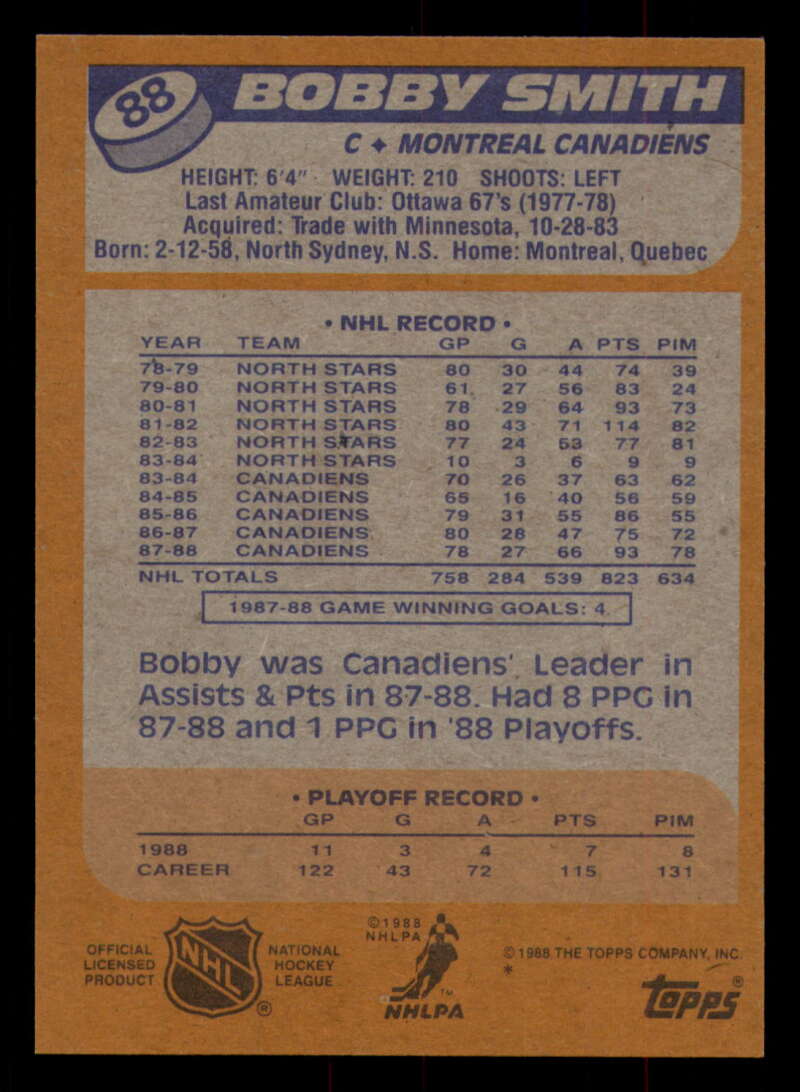 88
BOBBY SMITH
C ✦ MONTREAL CANADIENS
HEIGHT: 6'4" WEIGHT: 210 SHOOTS: LEFT
Last Amateur Club: Ottawa 67's (1977-78)
Acquired: Trade with Minnesota, 10-28-83
Born: 2-12-58, North Sydney, N.S. Home: Montreal, Quebec
• NHL RECORD •
YEAR TEAM GP G A PTS PIM
78-79 NORTH STARS 80 30 44 74 39
79-80 NORTH STARS 61 27 56 83 24
80-81 NORTH STARS 78 29 64 93 73
81-82 NORTH STARS 80 43 71 114 82
82-83 NORTH STARS 77 24 53 77 81
83-84 NORTH STARS 10 3 6 9 9
83-84 CANADIENS 70 26 37 63 62
84-85 CANADIENS 65 16 40 56 59
85-86 CANADIENS 79 31 55 86 55
86-87 CANADIENS 80 28 47 75 72
87-88 CANADIENS 78 27 66 93 78
NHL TOTALS 758 284 539 823 634
1987-88 GAME WINNING GOALS: 4
Bobby was Canadiens' Leader in
Assists & Pts in 87-88. Had 8 PPG in
87-88 and 1 PPG in '88 Playoffs.
• PLAYOFF RECORD •
GP G A PTS PIM
1988 11 3 4 7 8
CAREER 122 43 72 115 131
OFFICIAL
LICENSED
PRODUCT
NHL
®
NATIONAL
HOCKEY
LEAGUE
©1988
NHLPA
TM
NHLPA
©1988 THE TOPPS COMPANY, INC.
*
topps®